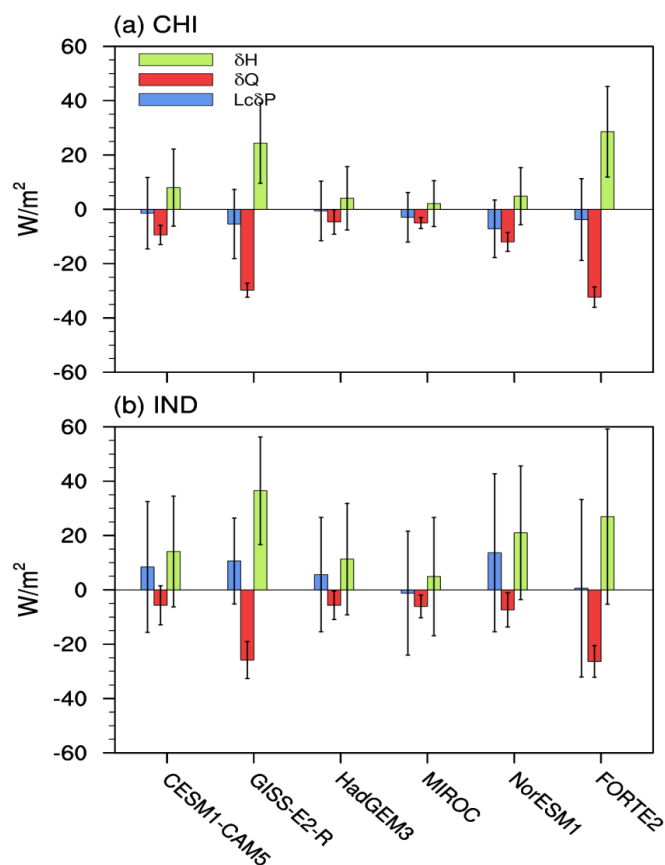 (a) CHI
60
40
20
0
-20
-40
-60
W/m²
δH
δQ
LcδP
(b) IND
60
40
20
0
-20
-40
-60
W/m²
CESM1-CAM5
GISS-E2-R
HadGEM3
MIROC
NorESM1
FORTE2